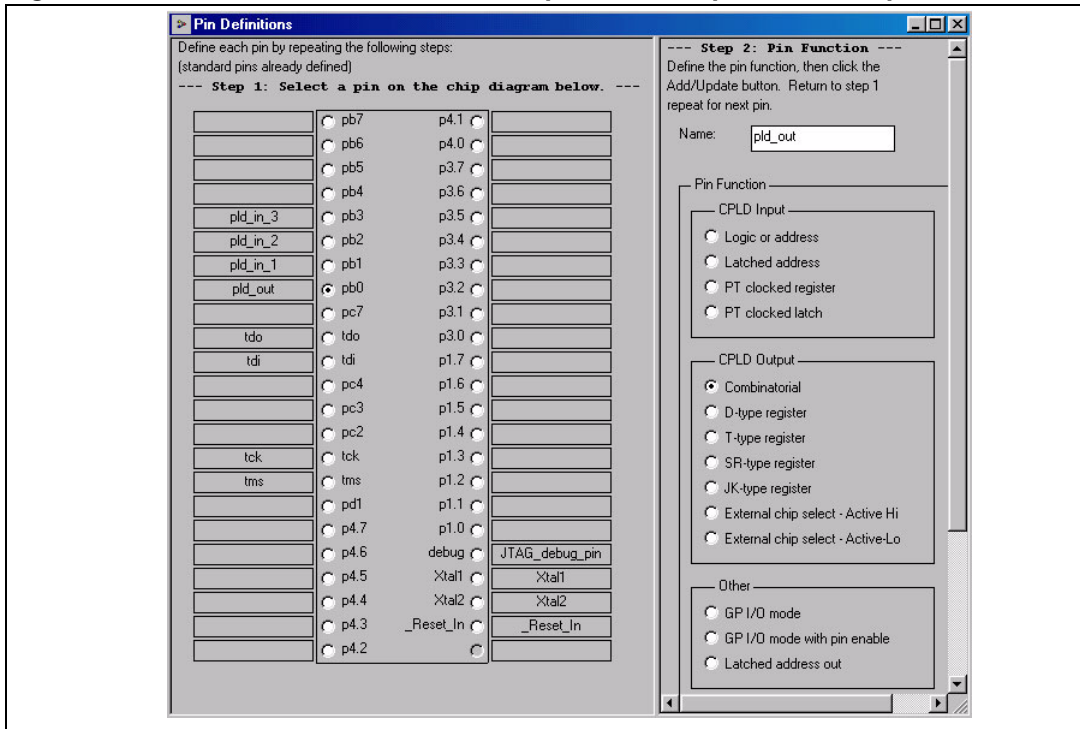 Pin Definitions
Define each pin by repeating the following steps:
(standard pins already defined)
--- Step 1: Select a pin on the chip diagram below. ---
pb7 p4.1
pb6 p4.0
pb5 p3.7
pb4 p3.6
pld_in_3 pb3 p3.5
pld_in_2 pb2 p3.4
pld_in_1 pb1 p3.3
pld_out pb0 p3.2
pc7 p3.1
tdo tdo p3.0
tdi tdi p1.7
pc4 p1.6
pc3 p1.5
pc2 p1.4
tck tck p1.3
tms tms p1.2
pd1 p1.1
p4.7 p1.0
p4.6 debug JTAG_debug_pin
p4.5 Xtal1 Xtal1
p4.4 Xtal2 Xtal2
p4.3 _Reset_In _Reset_In
p4.2
--- Step 2: Pin Function ---
Define the pin function, then click the
Add/Update button. Return to step 1
repeat for next pin.
Name: pld_out
Pin Function
CPLD Input
Logic or address
Latched address
PT clocked register
PT clocked latch
CPLD Output
Combinatorial
D-type register
T-type register
SR-type register
JK-type register
External chip select - Active Hi
External chip select - Active-Lo
Other
GP I/O mode
GP I/O mode with pin enable
Latched address out